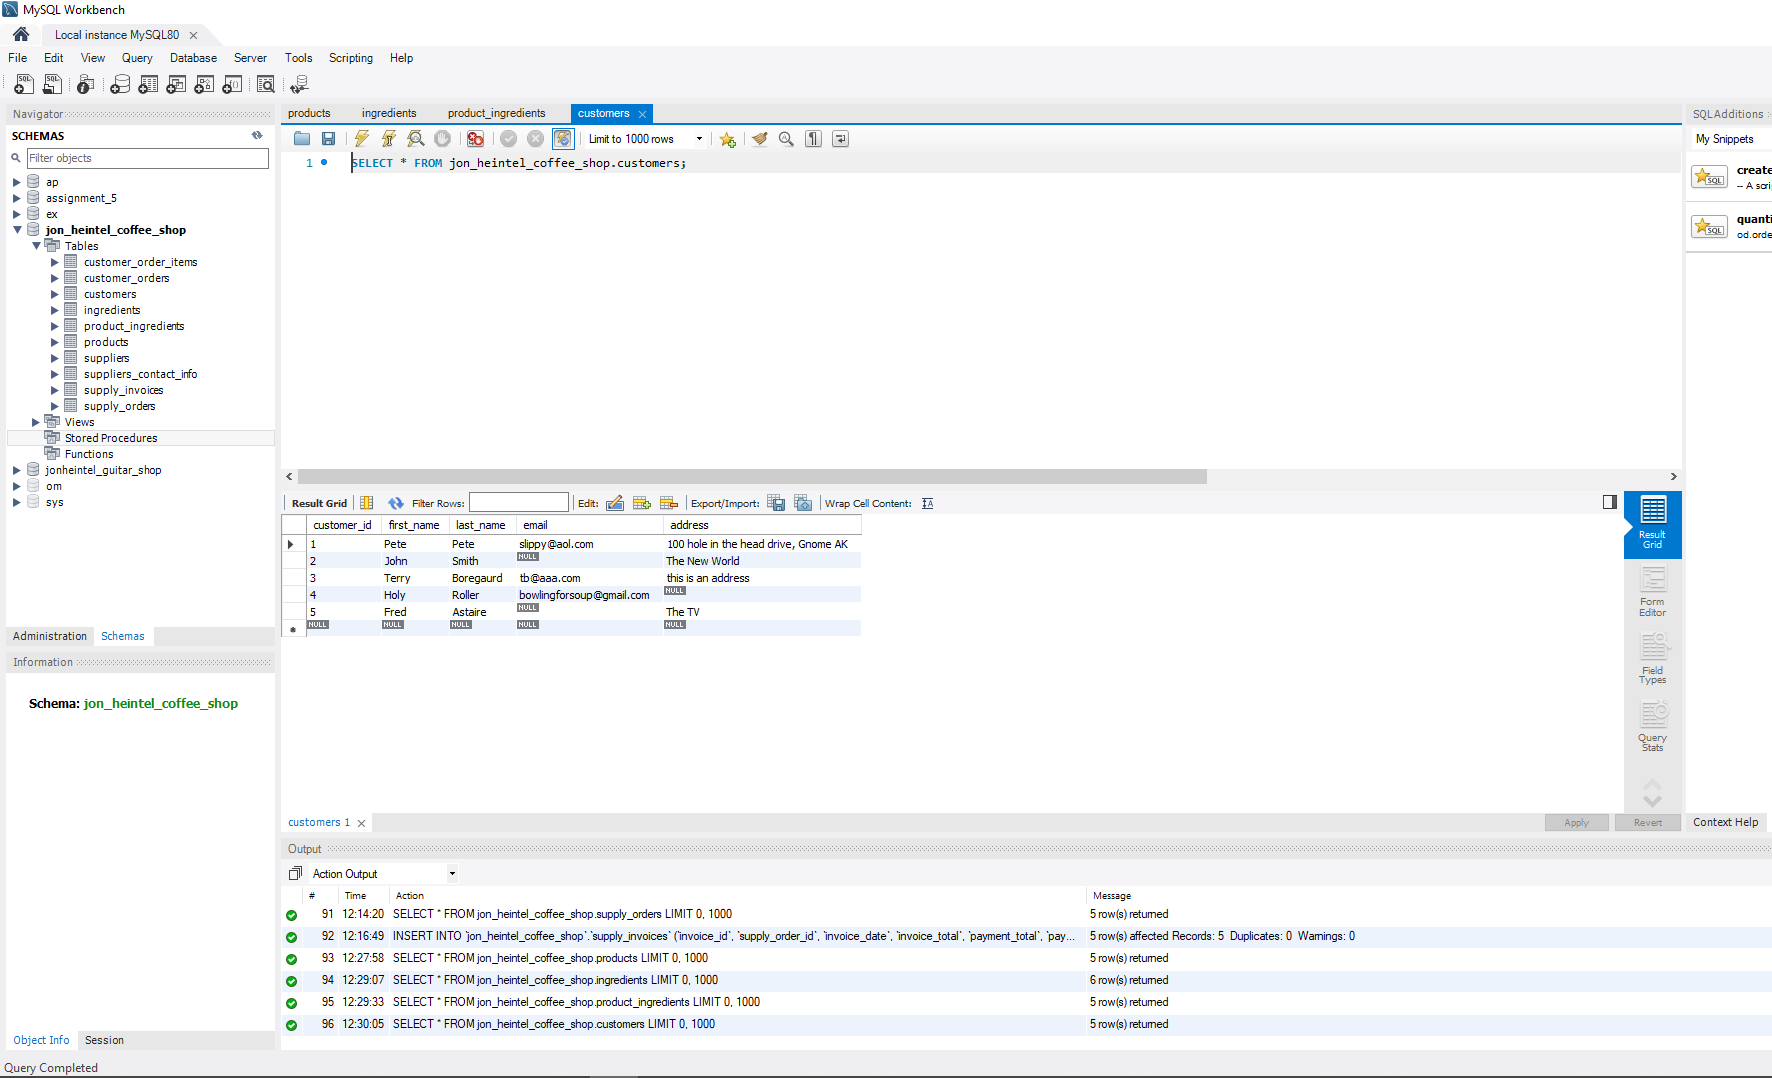 MySQL Workbench
Local instance MySQL80
File Edit View Query Database Server Tools Scripting Help
Navigator
SCHEMAS
Filter objects
ap
assignment_5
ex
jon_heintel_coffee_shop
Tables
customer_order_items
customer_orders
customers
ingredients
product_ingredients
products
suppliers
suppliers_contact_info
supply_invoices
supply_orders
Views
Stored Procedures
Functions
jonheintel_guitar_shop
om
sys
Administration Schemas
Information
Schema: jon_heintel_coffee_shop
Object Info Session
Query Completed
products ingredients product_ingredients customers
Limit to 1000 rows
1 SELECT * FROM jon_heintel_coffee_shop.customers;
Result Grid Filter Rows: Edit: Export/Import: Wrap Cell Content:
customer_id first_name last_name email address
1 Pete Pete slippy@aol.com 100 hole in the head drive, Gnome AK
2 John Smith NULL The New World
3 Terry Boregaurd tb@aaa.com this is an address
4 Holy Roller bowlingforsoup@gmail.com NULL
5 Fred Astaire NULL The TV
NULL NULL NULL NULL NULL
Result
Grid
Form
Editor
Field
Types
Query
Stats
customers 1
Apply Revert
SQLAdditions
My Snippets
SQL create
-- A scri
SQL quanti
od.orde
Context Help
Output
Action Output
# Time Action Message
91 12:14:20 SELECT * FROM jon_heintel_coffee_shop.supply_orders LIMIT 0, 1000 5 row(s) returned
92 12:16:49 INSERT INTO `jon_heintel_coffee_shop`.`supply_invoices` (`invoice_id`, `supply_order_id`, `invoice_date`, `invoice_total`, `payment_total`, `pay... 5 row(s) affected Records: 5 Duplicates: 0 Warnings: 0
93 12:27:58 SELECT * FROM jon_heintel_coffee_shop.products LIMIT 0, 1000 5 row(s) returned
94 12:29:07 SELECT * FROM jon_heintel_coffee_shop.ingredients LIMIT 0, 1000 6 row(s) returned
95 12:29:33 SELECT * FROM jon_heintel_coffee_shop.product_ingredients LIMIT 0, 1000 5 row(s) returned
96 12:30:05 SELECT * FROM jon_heintel_coffee_shop.customers LIMIT 0, 1000 5 row(s) returned